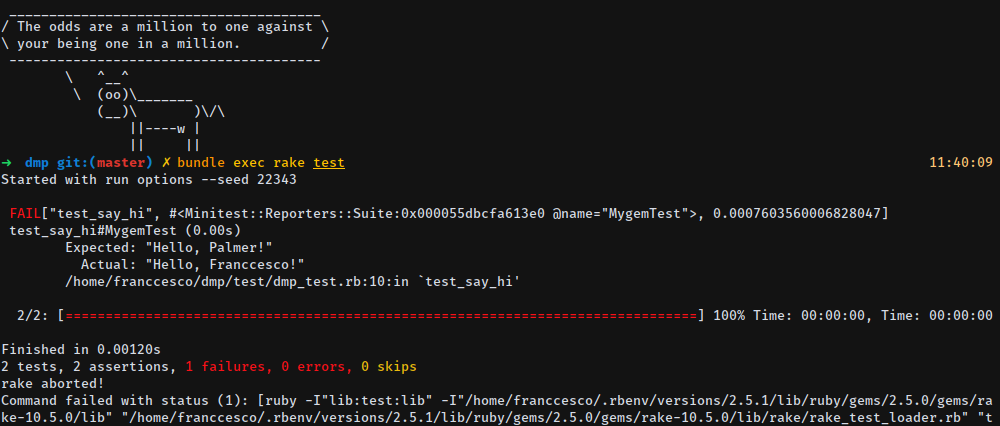 _______________________________________
/ The odds are a million to one against \
\ your being one in a million.          /
 ---------------------------------------
        \   ^__^
         \  (oo)\_______
            (__)\       )\/\
                ||----w |
                ||     ||
→  dmp git:(master) ✗ bundle exec rake test 11:40:09
Started with run options --seed 22343
 FAIL["test_say_hi", #<Minitest::Reporters::Suite:0x000055dbcfa613e0 @name="MygemTest">, 0.0007603560006828047]
 test_say_hi#MygemTest (0.00s)
        Expected: "Hello, Palmer!"
          Actual: "Hello, Franccesco!"
        /home/franccesco/dmp/test/dmp_test.rb:10:in `test_say_hi'
  2/2: [===============================================================================] 100% Time: 00:00:00, Time: 00:00:00
Finished in 0.00120s
2 tests, 2 assertions, 1 failures, 0 errors, 0 skips
rake aborted!
Command failed with status (1): [ruby -I"lib:test:lib" -I"/home/franccesco/.rbenv/versions/2.5.1/lib/ruby/gems/2.5.0/gems/ra
ke-10.5.0/lib" "/home/franccesco/.rbenv/versions/2.5.1/lib/ruby/gems/2.5.0/gems/rake-10.5.0/lib/rake/rake_test_loader.rb" "t